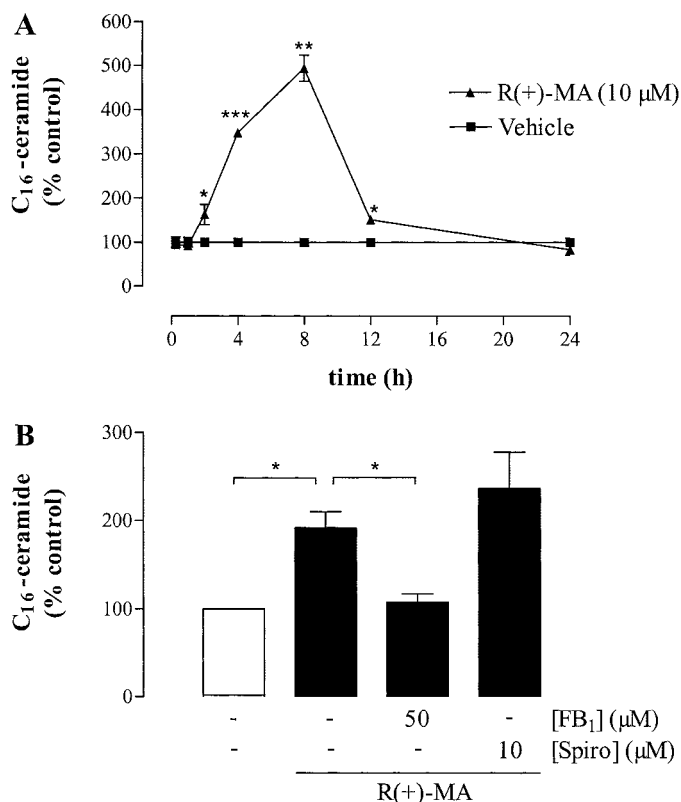 A
600
500
400
300
200
100
0
C16-ceramide
(% control)
*
***
**
*
R(+)-MA (10 μM)
Vehicle
0 4 8 12 16 20 24
time (h)
B
300
200
100
0
C16-ceramide
(% control)
* *
- - 50 - [FB1] (μM)
- - - 10 [Spiro] (μM)
R(+)-MA